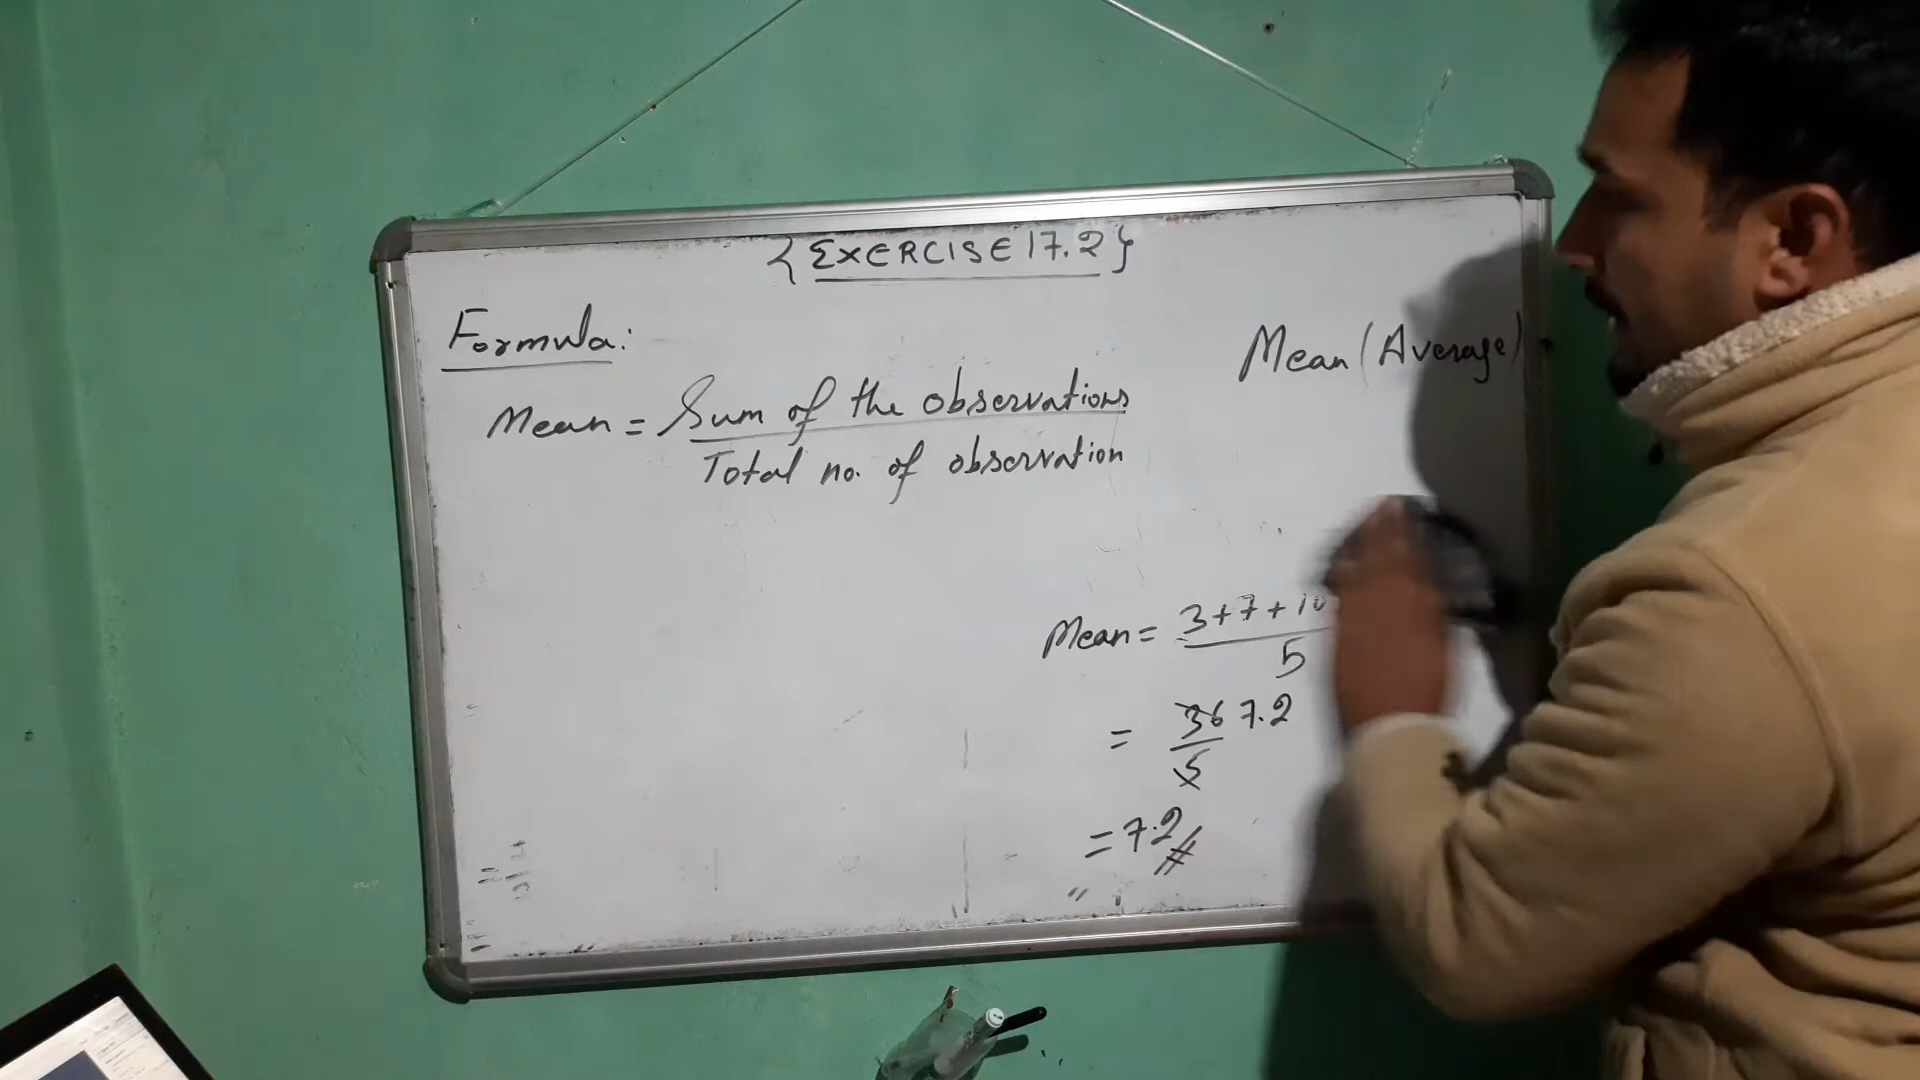 {EXERCISE 17.2}
Formula:
Mean (Average)
Mean = Sum of the observations
Total no. of observation
Mean = 3+7+10
5
= 36 7.2
5
= 7.2